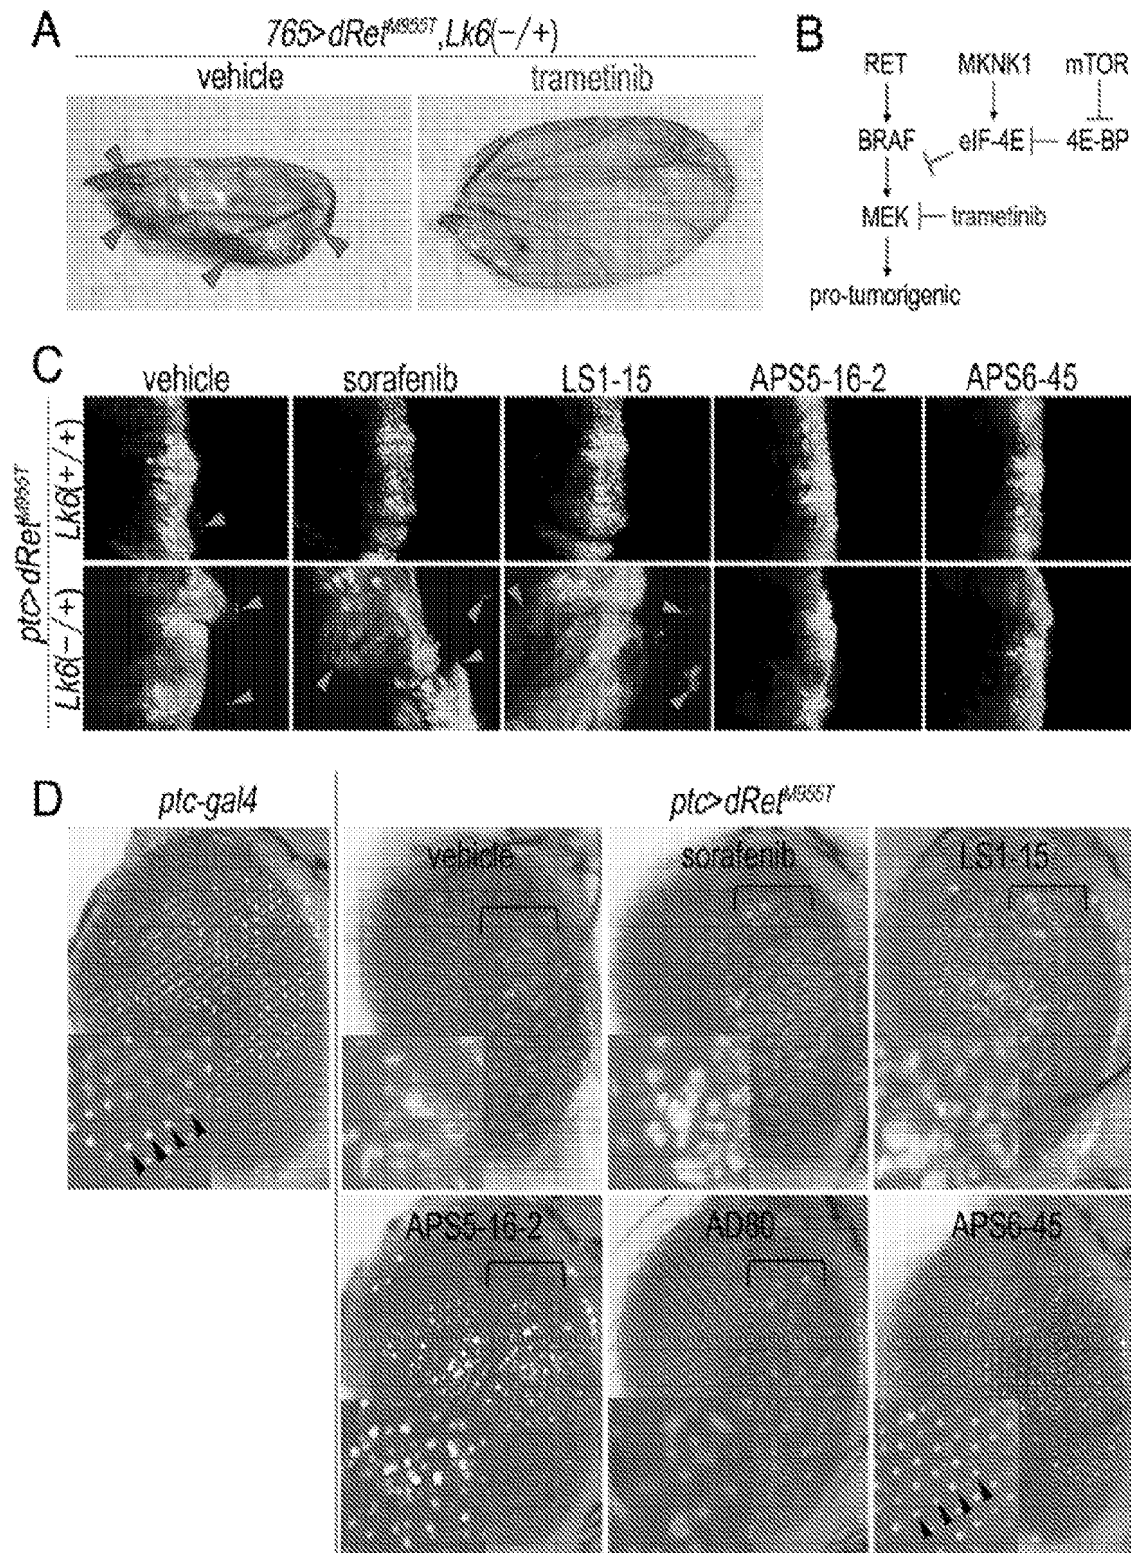 A
765>dRet^M955T,Lk6(−/+)
vehicle trametinib
B
RET MKNK1 mTOR
BRAF eIF-4E 4E-BP
MEK trametinib
pro-tumorigenic
C
vehicle sorafenib LS1-15 APS5-16-2 APS6-45
ptc>dRet^M955T
Lk6(+/+)
Lk6(−/+)
D
ptc-gal4 ptc>dRet^M955T
vehicle sorafenib LS1-15
APS5-16-2 AD80 APS6-45